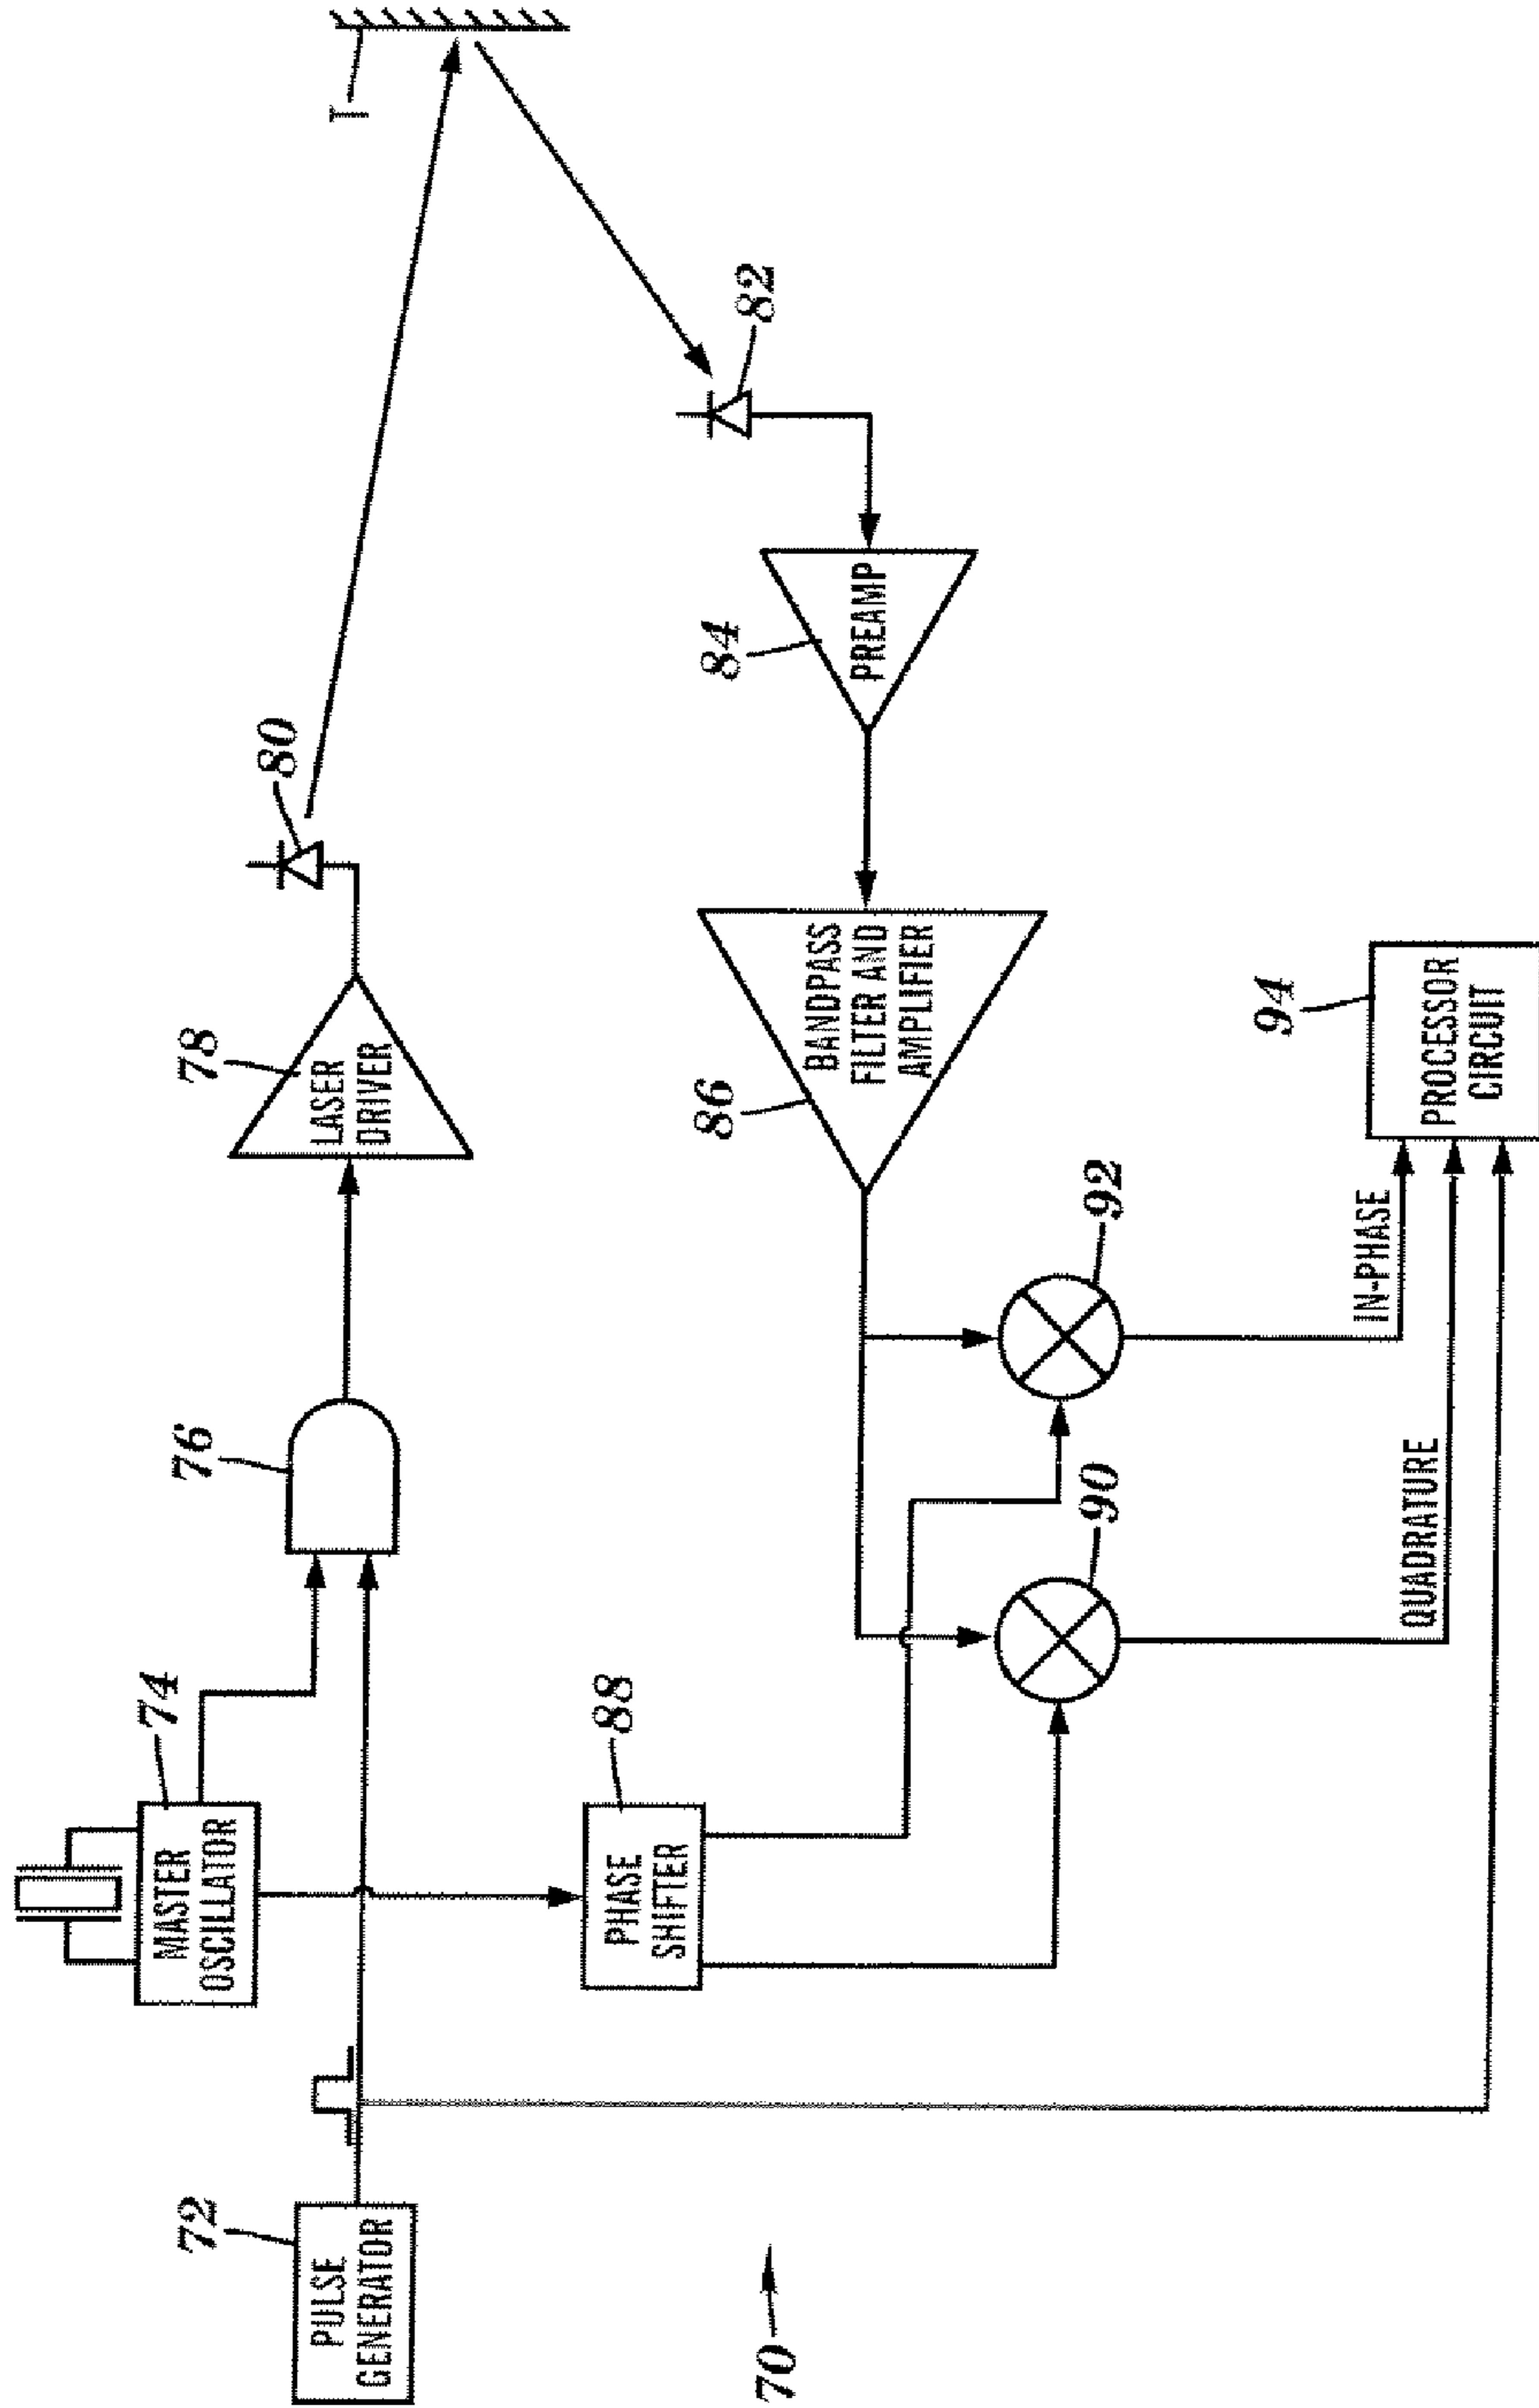 72
PULSE
GENERATOR
74
MASTER
OSCILLATOR
76
78
LASER
DRIVER
80
T
82
84
PREAMP
86
BANDPASS
FILTER AND
AMPLIFIER
88
PHASE
SHIFTER
90
92
IN-PHASE
QUADRATURE
94
PROCESSOR
CIRCUIT
70